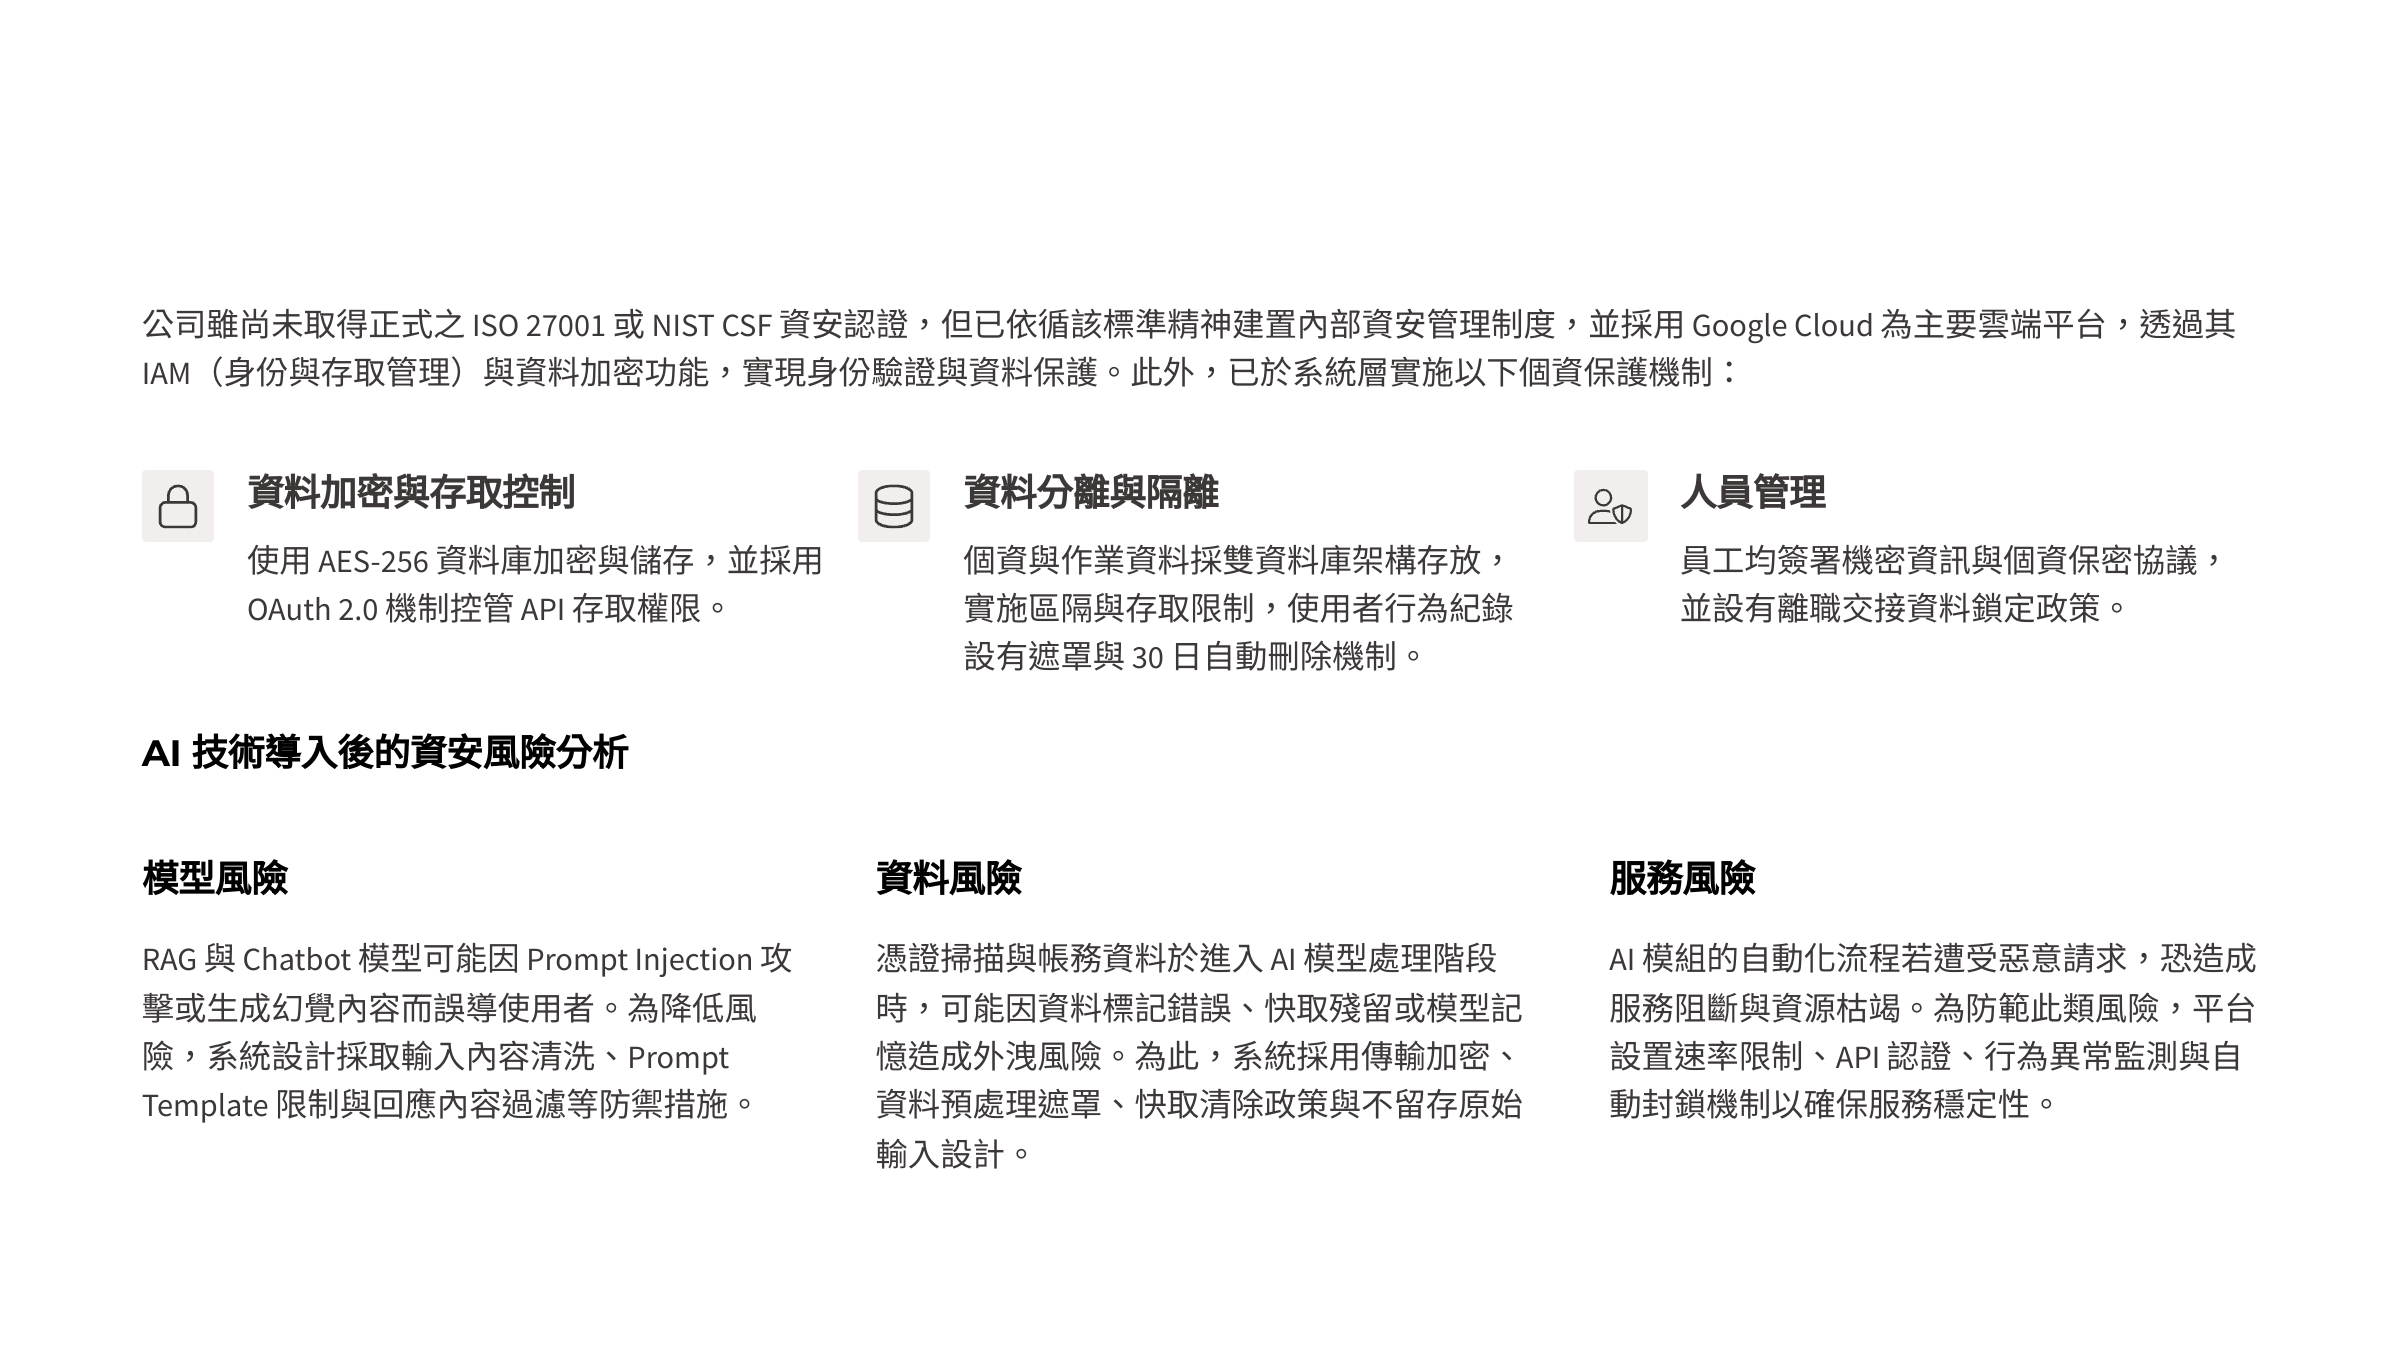 公司雖尚未取得正式之 ISO 27001 或 NIST CSF 資安認證，但已依循該標準精神建置內部資安管理制度，並採用 Google Cloud 為主要雲端平台，透過其
IAM（身份與存取管理）與資料加密功能，實現身份驗證與資料保護。此外，已於系統層實施以下個資保護機制：
資料加密與存取控制
使用 AES-256 資料庫加密與儲存，並採用
OAuth 2.0 機制控管 API 存取權限。
資料分離與隔離
個資與作業資料採雙資料庫架構存放，
實施區隔與存取限制，使用者行為紀錄
設有遮罩與 30 日自動刪除機制。
人員管理
員工均簽署機密資訊與個資保密協議，
並設有離職交接資料鎖定政策。
AI 技術導入後的資安風險分析
模型風險
RAG 與 Chatbot 模型可能因 Prompt Injection 攻
擊或生成幻覺內容而誤導使用者。為降低風
險，系統設計採取輸入內容清洗、Prompt
Template 限制與回應內容過濾等防禦措施。
資料風險
憑證掃描與帳務資料於進入 AI 模型處理階段
時，可能因資料標記錯誤、快取殘留或模型記
憶造成外洩風險。為此，系統採用傳輸加密、
資料預處理遮罩、快取清除政策與不留存原始
輸入設計。
服務風險
AI 模組的自動化流程若遭受惡意請求，恐造成
服務阻斷與資源枯竭。為防範此類風險，平台
設置速率限制、API 認證、行為異常監測與自
動封鎖機制以確保服務穩定性。